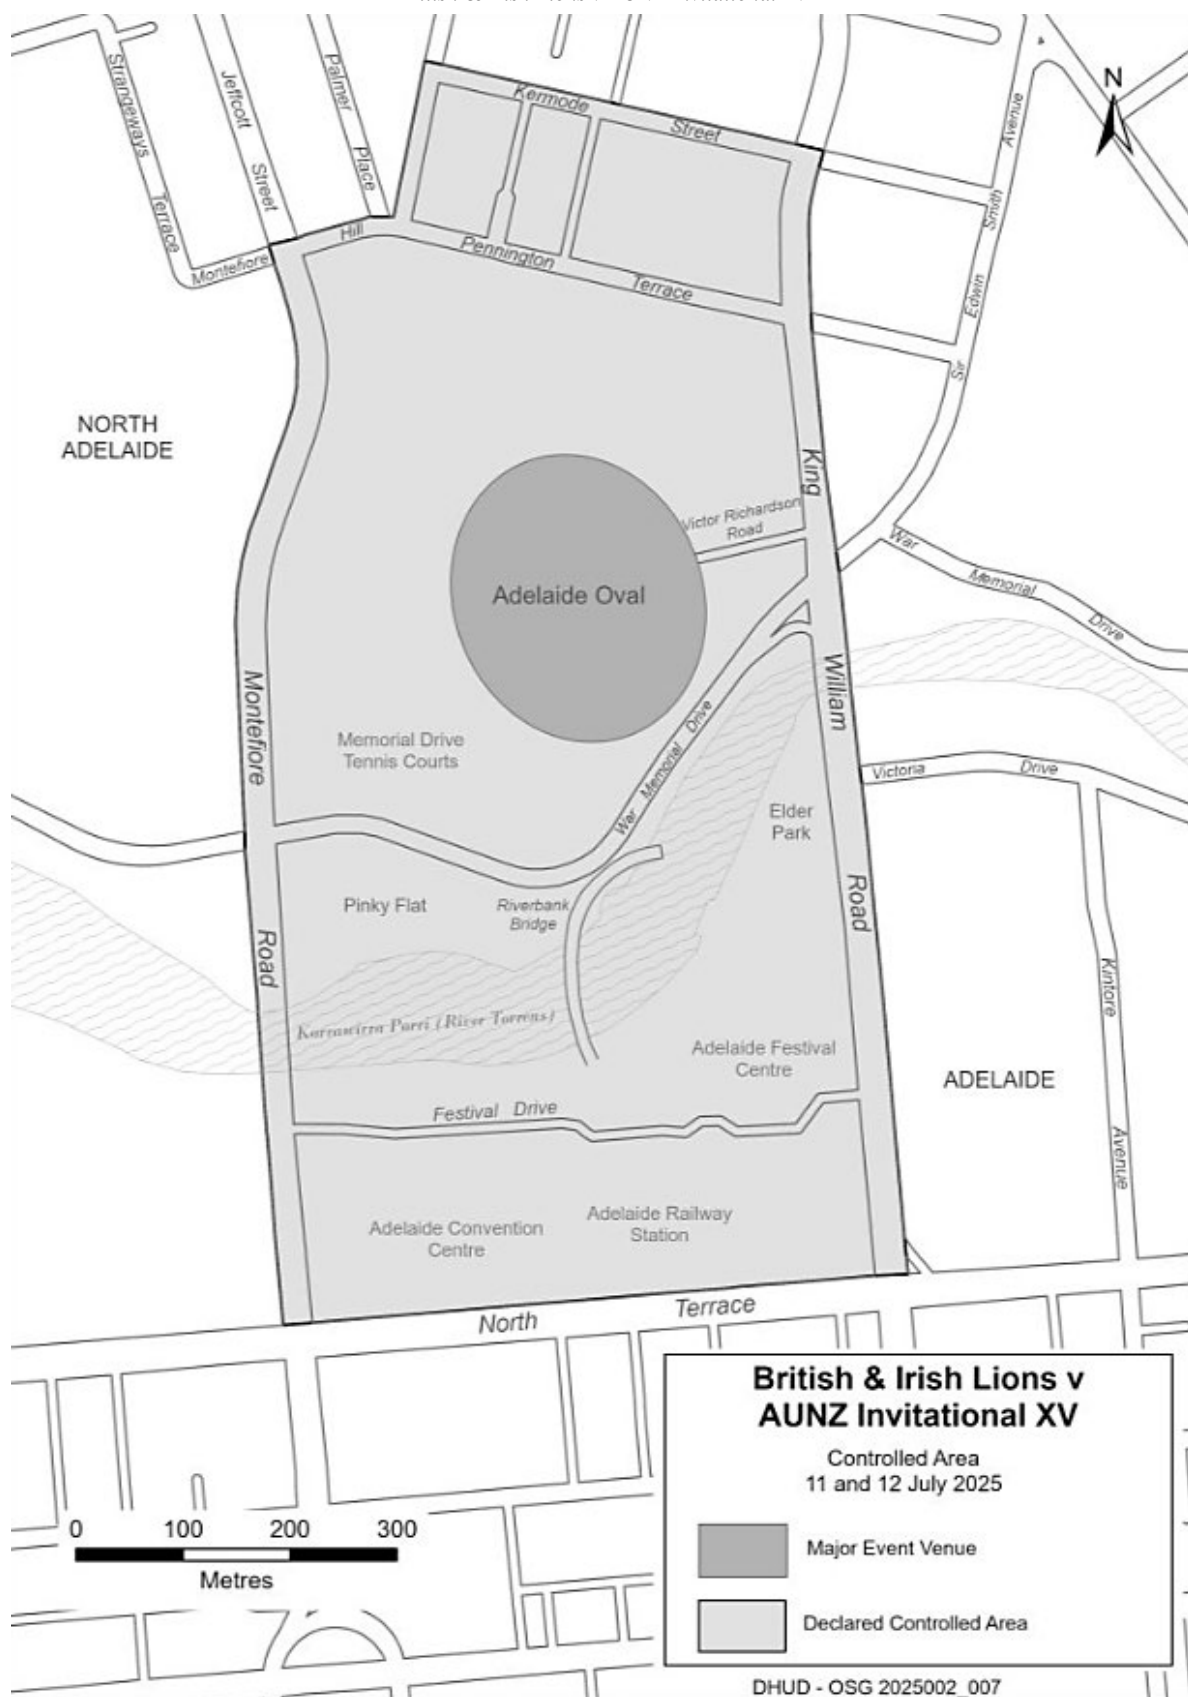 Kermode
Street
N
Strangeways
Terrace
Jeffcott
Street
Palmer
Place
Avenue
Smith
Edwin
Sir
Montefiore
Hill
Pennington
Terrace
NORTH
ADELAIDE
King
William
Road
Victor Richardson
Road
Adelaide Oval
War
Memorial
Drive
Montefiore
Road
Memorial Drive
Tennis Courts
War Memorial Drive
Victoria
Drive
Elder
Park
Pinky Flat
Riverbank
Bridge
Karrawirra Parri (River Torrens)
Kintore
Avenue
Adelaide Festival
Centre
ADELAIDE
Festival Drive
Adelaide Convention
Centre
Adelaide Railway
Station
North
Terrace
British & Irish Lions v
AUNZ Invitational XV
Controlled Area
11 and 12 July 2025
Major Event Venue
Declared Controlled Area
0 100 200 300
Metres
DHUD - OSG 2025002_007